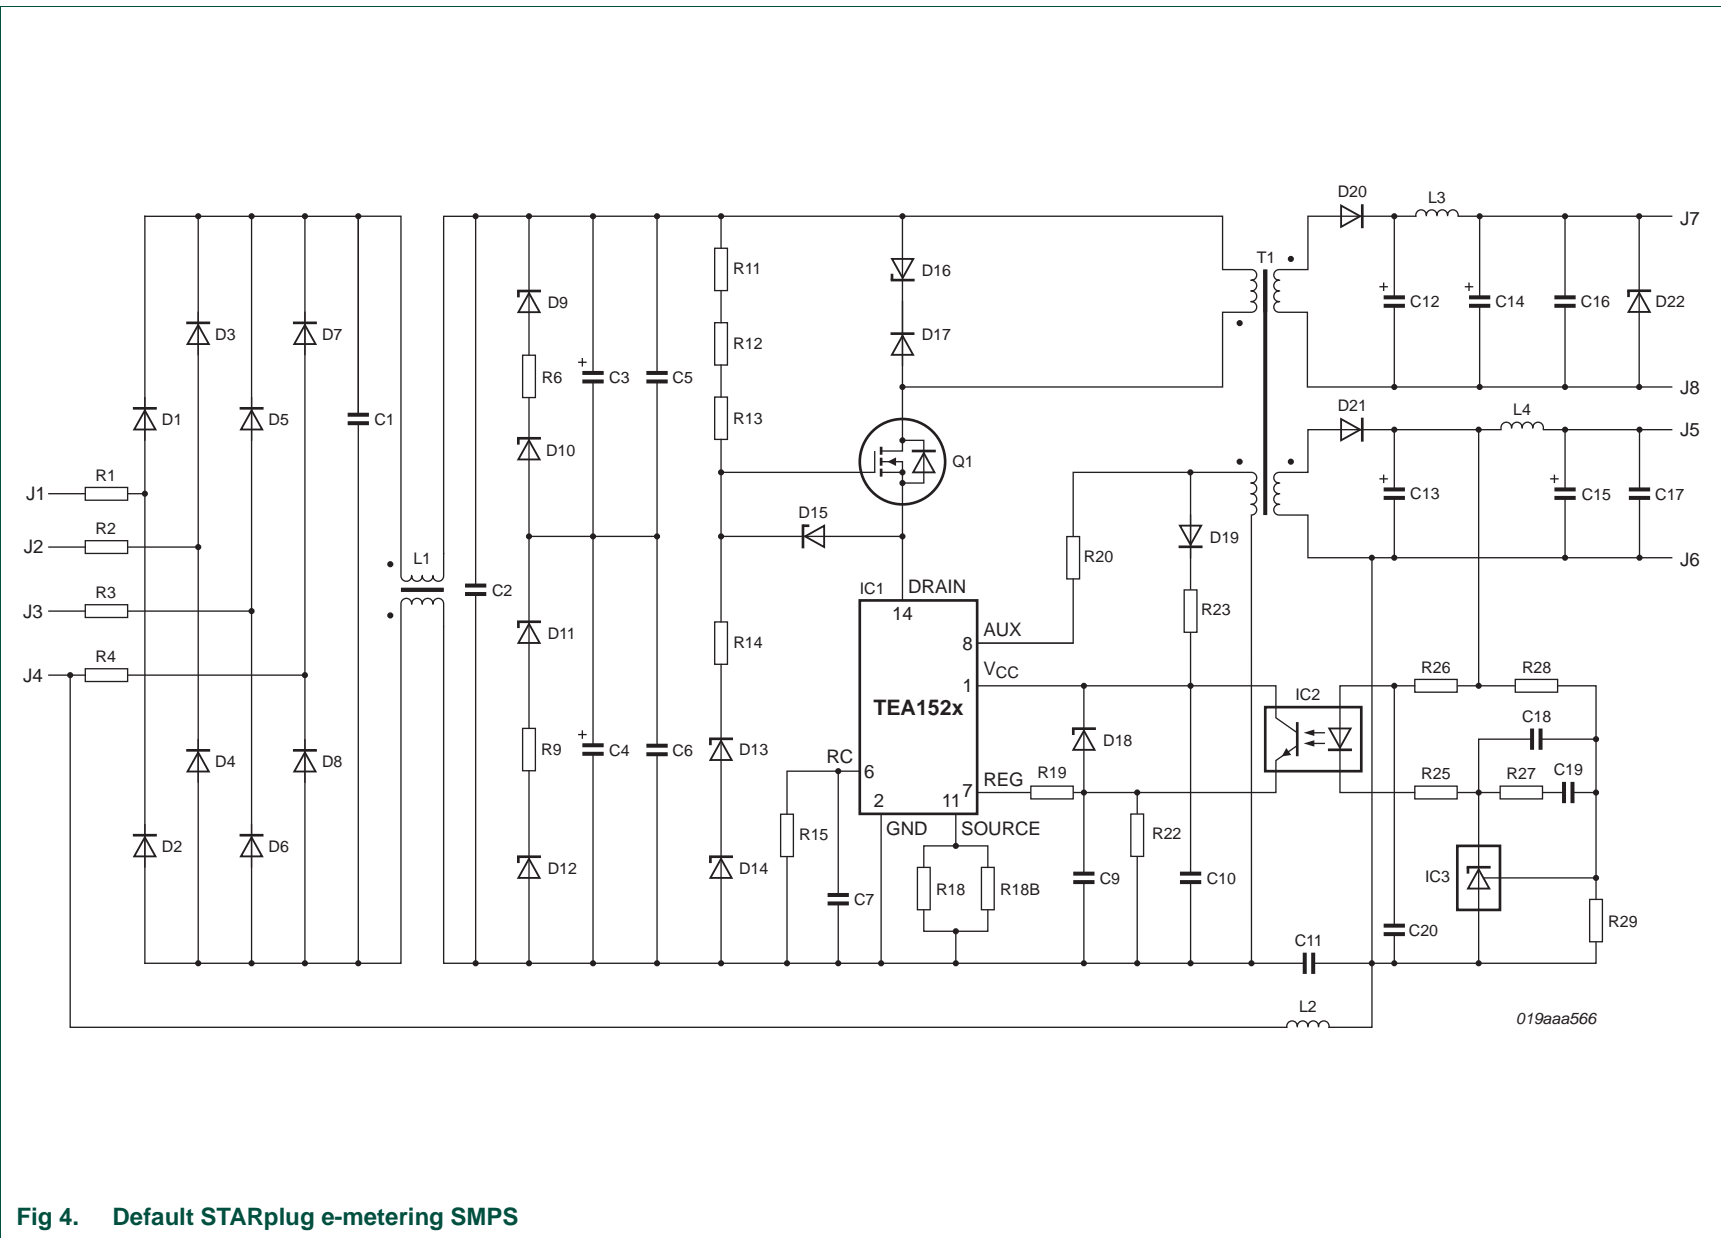 D20
L3
J7
T1
R11
D16
D9
C12
C14
C16
D22
+
+
D3
D7
R12
D17
+
R6
C3
C5
J8
D1
D5
C1
R13
D21
L4
J5
D10
Q1
R1
J1
+
C13
+
C15
C17
R2
J2
D15
D19
R20
L1
J6
C2
IC1
DRAIN
14
R3
J3
R23
D11
R14
AUX
8
R4
J4
VCC
1
R26
R28
IC2
TEA152x
C18
+
R9
C4
C6
D13
D18
D4
D8
RC
6
REG
7
R19
R25
R27
C19
2
11
GND
SOURCE
R15
R22
D2
D6
D12
D14
R18
R18B
C9
C10
IC3
C7
C20
R29
C11
L2
019aaa566
Fig 4. Default STARplug e-metering SMPS